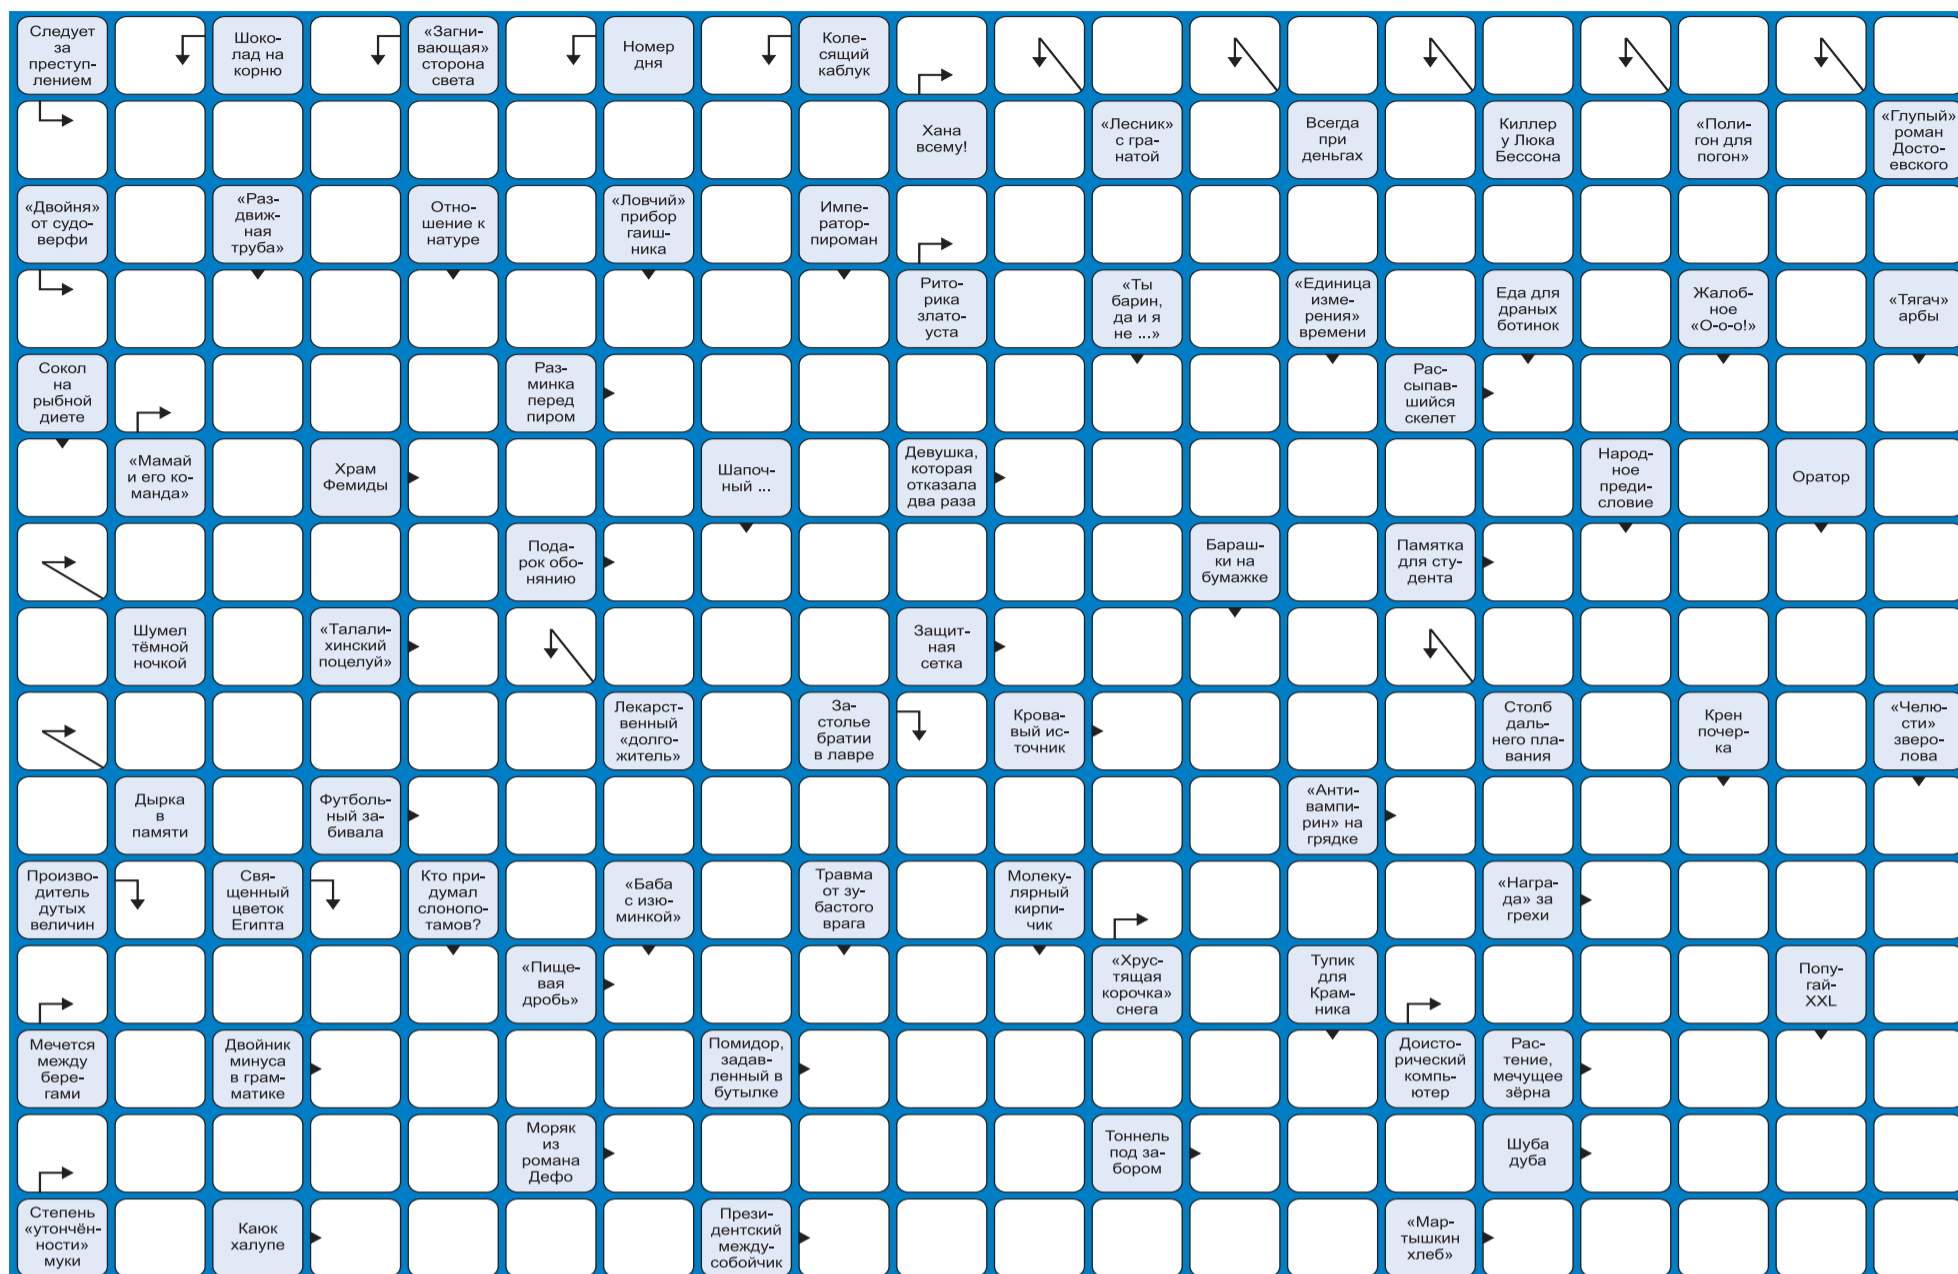 Следует
за
преступ-
лением
Шоко-
лад на
корню
«Загни-
вающая»
сторона
света
Номер
дня
Коле-
сящий
каблук
Хана
всему!
«Лесник»
с гра-
натой
Всегда
при
деньгах
Киллер
у Люка
Бессона
«Поли-
гон для
погон»
«Глупый»
роман
Досто-
евского
«Двойня»
от судо-
верфи
«Раз-
движ-
ная
труба»
Отно-
шение к
натуре
«Ловчий»
прибор
гаиш-
ника
Импе-
ратор-
пироман
Рито-
рика
злато-
уста
«Ты
барин,
да и я
не ...»
«Единица
изме-
рения»
времени
Еда для
драных
ботинок
Жалоб-
ное
«О-о-о!»
«Тягач»
арбы
Сокол
на
рыбной
диете
Раз-
минка
перед
пиром
Рас-
сыпав-
шийся
скелет
«Мамай
и его ко-
манда»
Храм
Фемиды
Шапоч-
ный ...
Девушка,
которая
отказала
два раза
Народ-
ное
преди-
словие
Оратор
Пода-
рок обо-
нянию
Бараш-
ки на
бумажке
Памятка
для сту-
дента
Шумел
тёмной
ночкой
«Талали-
хинский
поцелуй»
Защит-
ная
сетка
Лекарст-
венный
«долго-
житель»
За-
столье
братии
в лавре
Крова-
вый ис-
точник
Столб
даль-
него пла-
вания
Крен
почер-
ка
«Челю-
сти»
зверо-
лова
Дырка
в
памяти
Футболь-
ный за-
бивала
«Анти-
вампи-
рин» на
грядке
Произво-
дитель
дутых
величин
Свя-
щенный
цветок
Египта
Кто при-
думал
слонопо-
тамов?
«Баба
с изю-
минкой»
Травма
от зу-
бастого
врага
Молеку-
лярный
кирпи-
чик
«Награ-
да» за
грехи
«Пище-
вая
дробь»
«Хрус-
тящая
корочка»
снега
Тупик
для
Крам-
ника
Попу-
гай-
XXL
Мечется
между
бере-
гами
Двойник
минуса
в грам-
матике
Помидор,
задав-
ленный в
бутылке
Доисто-
рический
компь-
ютер
Рас-
тение,
мечущее
зёрна
Моряк
из
романа
Дефо
Тоннель
под за-
бором
Шуба
дуба
Степень
«утончён-
ности»
муки
Каюк
халупе
Прези-
дентский
между-
собойчик
«Мар-
тышкин
хлеб»